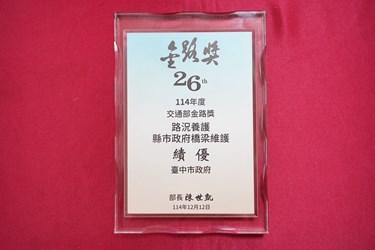 金路獎
26th
114年度
交通部金路獎
路況養護
縣市政府橋梁維護
績優
臺中市政府
部長 陳世凱
114年12月12日